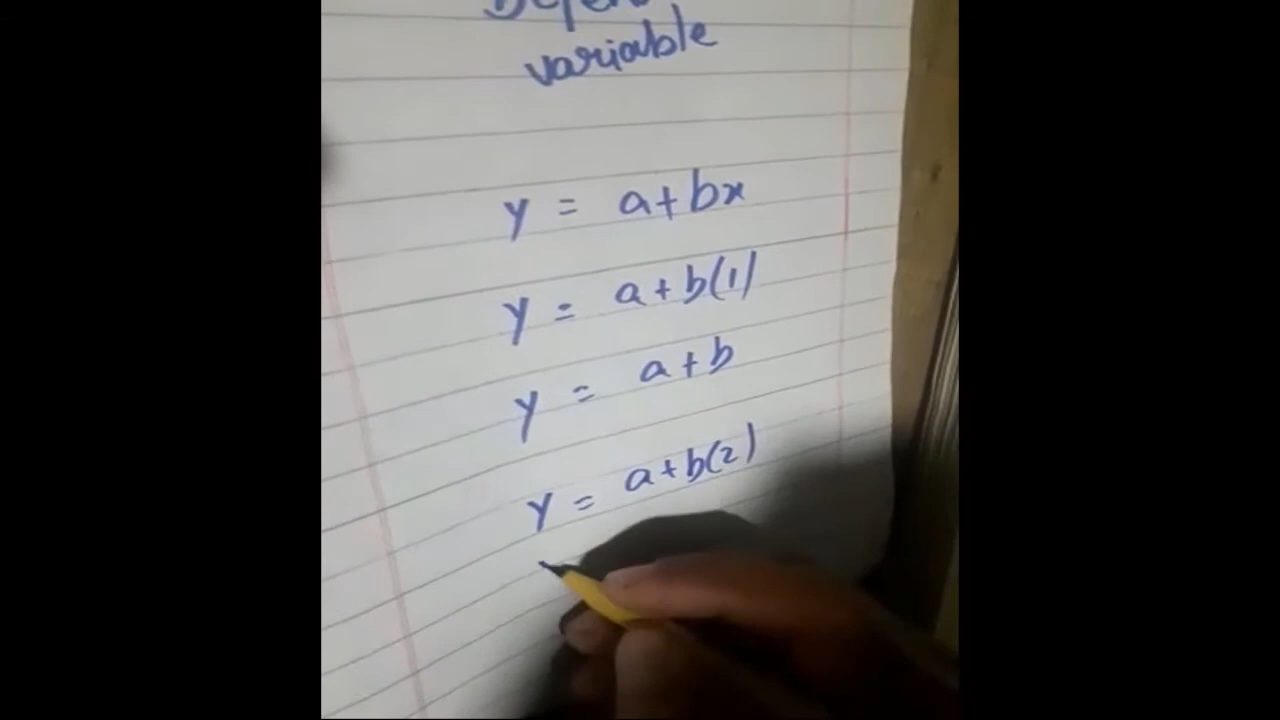 variable
y = a+bx
y = a+b(1)
y = a+b
y = a+b(2)